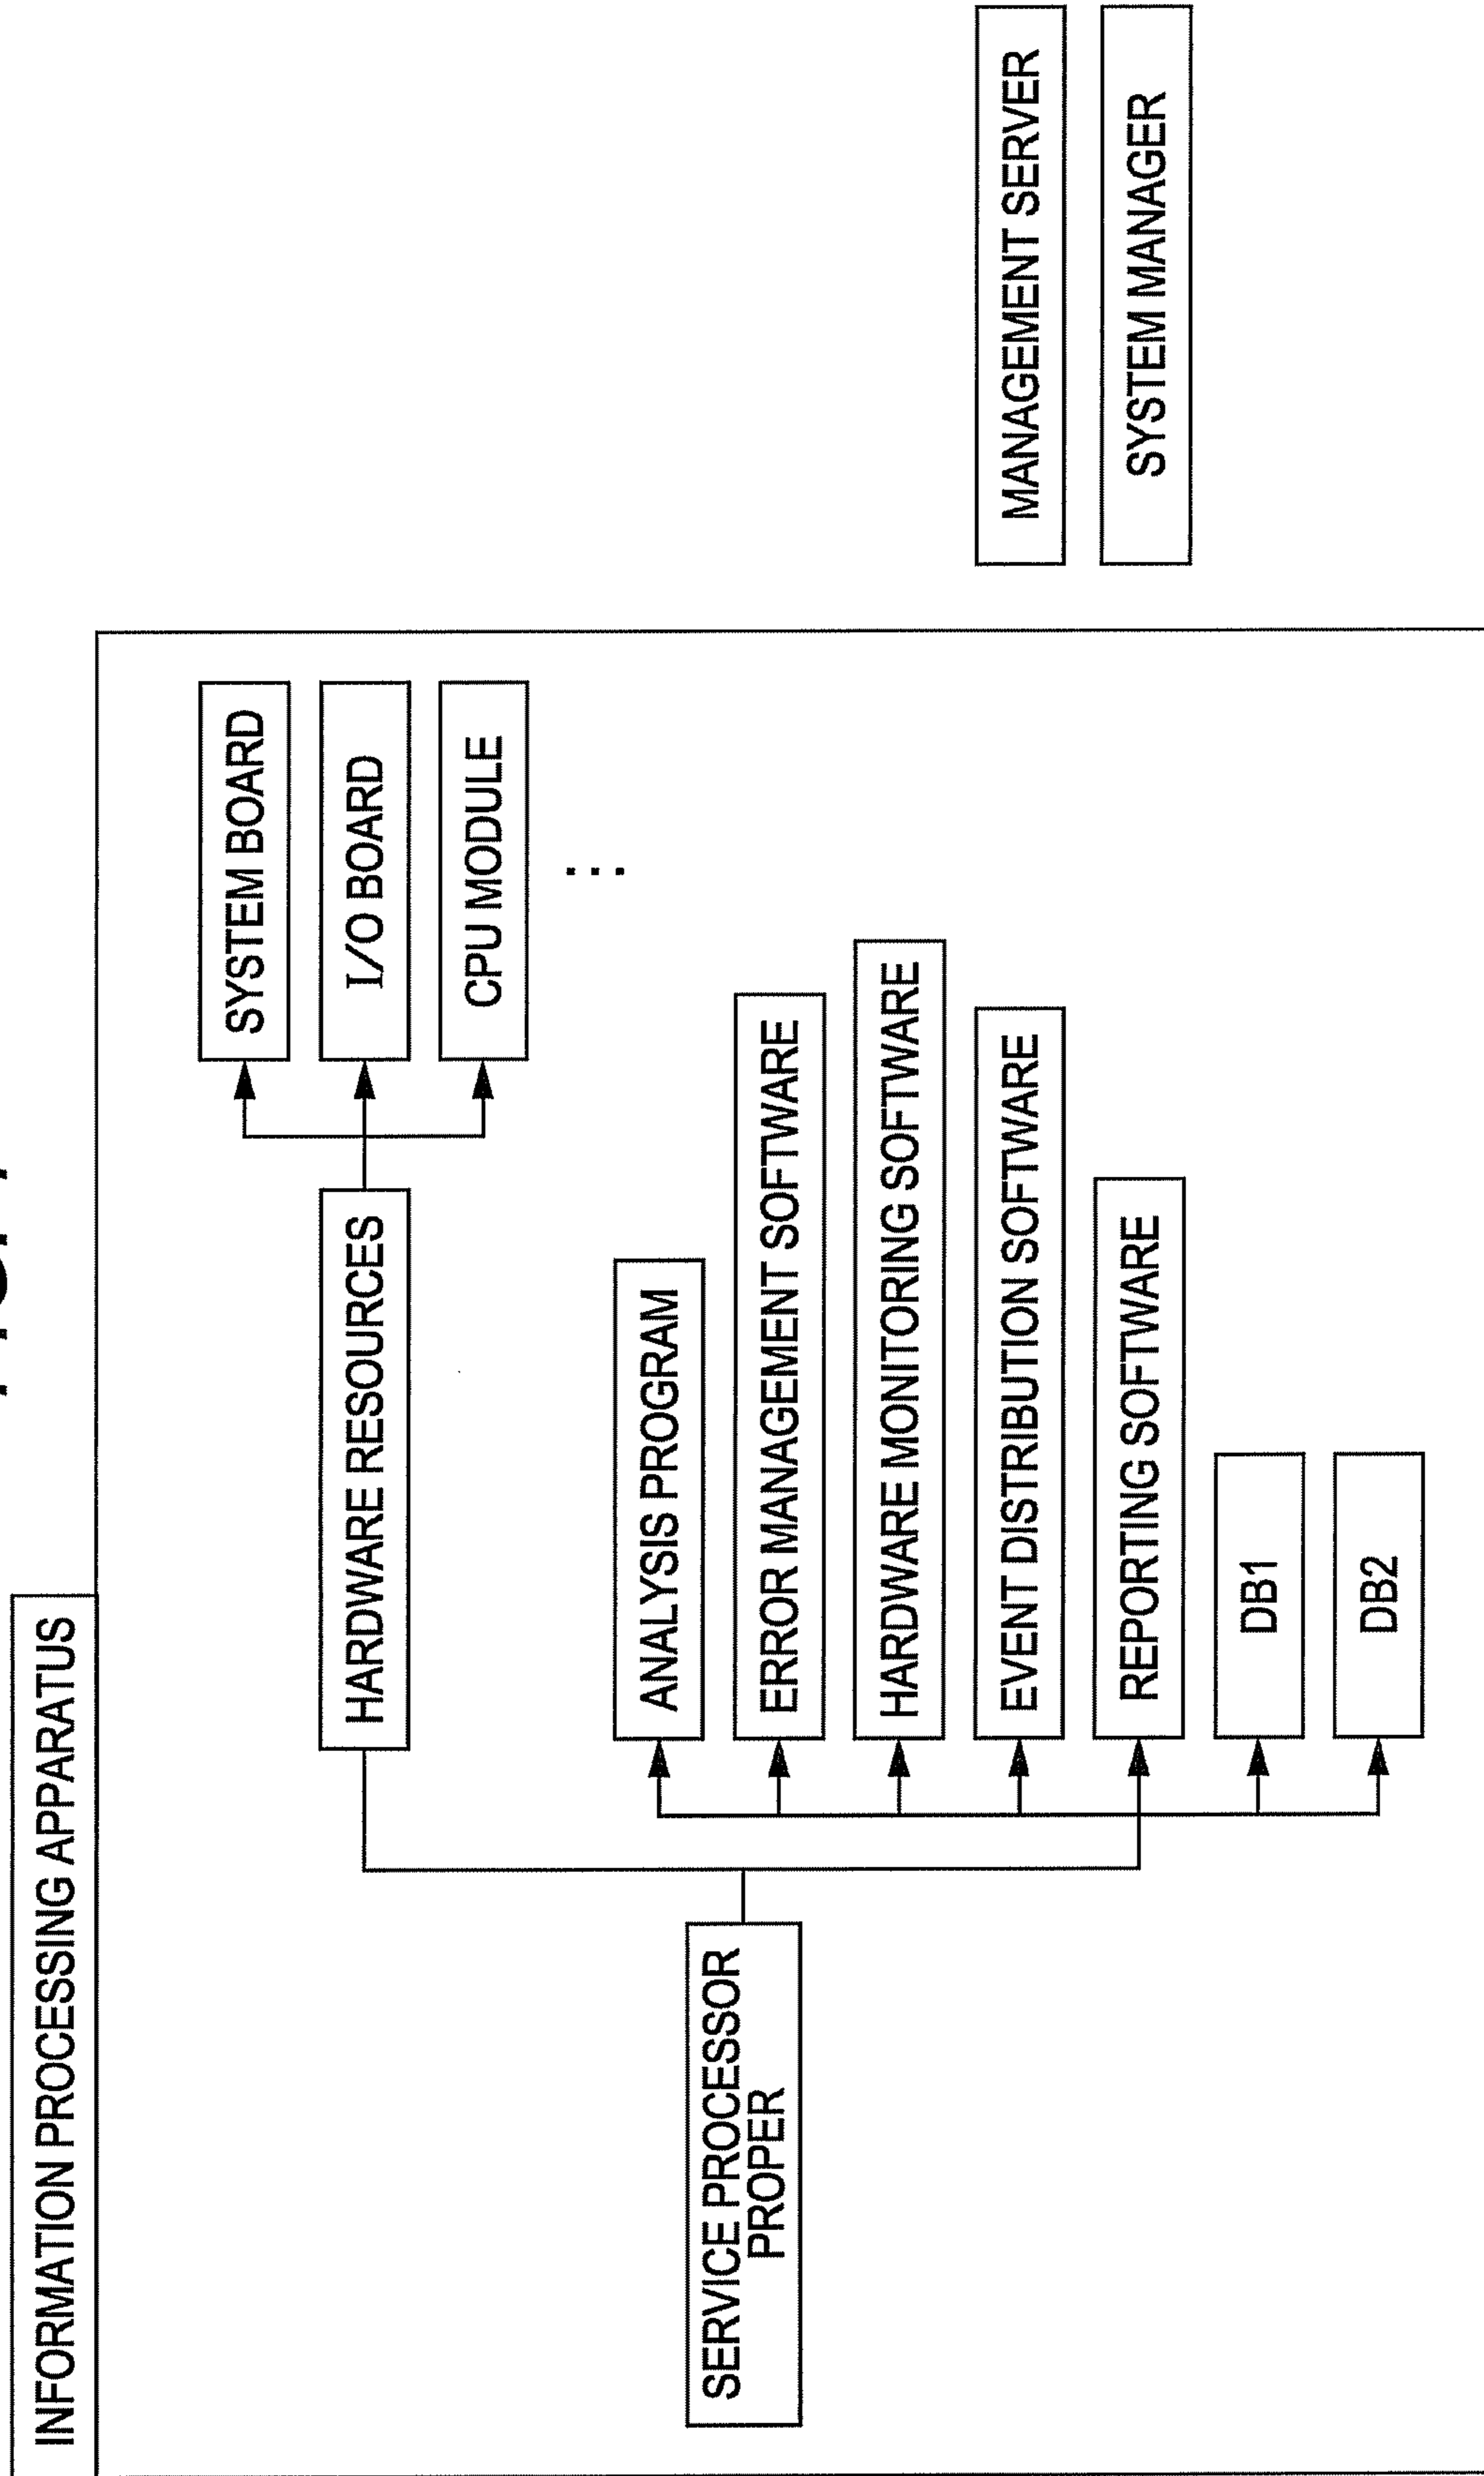 INFORMATION PROCESSING APPARATUS
SERVICE PROCESSOR
PROPER
HARDWARE RESOURCES
SYSTEM BOARD
I/O BOARD
CPU MODULE
...
ANALYSIS PROGRAM
ERROR MANAGEMENT SOFTWARE
HARDWARE MONITORING SOFTWARE
EVENT DISTRIBUTION SOFTWARE
REPORTING SOFTWARE
DB1
DB2
MANAGEMENT SERVER
SYSTEM MANAGER